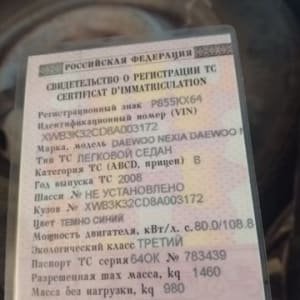 РОССИЙСКАЯ ФЕДЕРАЦИЯ
СВИДЕТЕЛЬСТВО О РЕГИСТРАЦИИ ТС
CERTIFICAT D'IMMATRICULATION
Регистрационный знак Р855КХ64
Идентификационный номер (VIN)
XWB3K32CD8A003172
Марка, модель DAEWOO NEXIA DAEWOO N
Тип ТС ЛЕГКОВОЙ СЕДАН
Категория ТС (ABCD, прицеп) B
Год выпуска ТС 2008
Шасси № НЕ УСТАНОВЛЕНО
Кузов № XWB3K32CD8A003172
Цвет ТЕМНО СИНИЙ
Мощность двигателя, кВт/л. с. 80.0/108.8
Экологический класс ТРЕТИЙ
Паспорт ТС серия 64ОК № 783439
Разрешенная max масса, kg 1460
Масса без нагрузки, kg 980